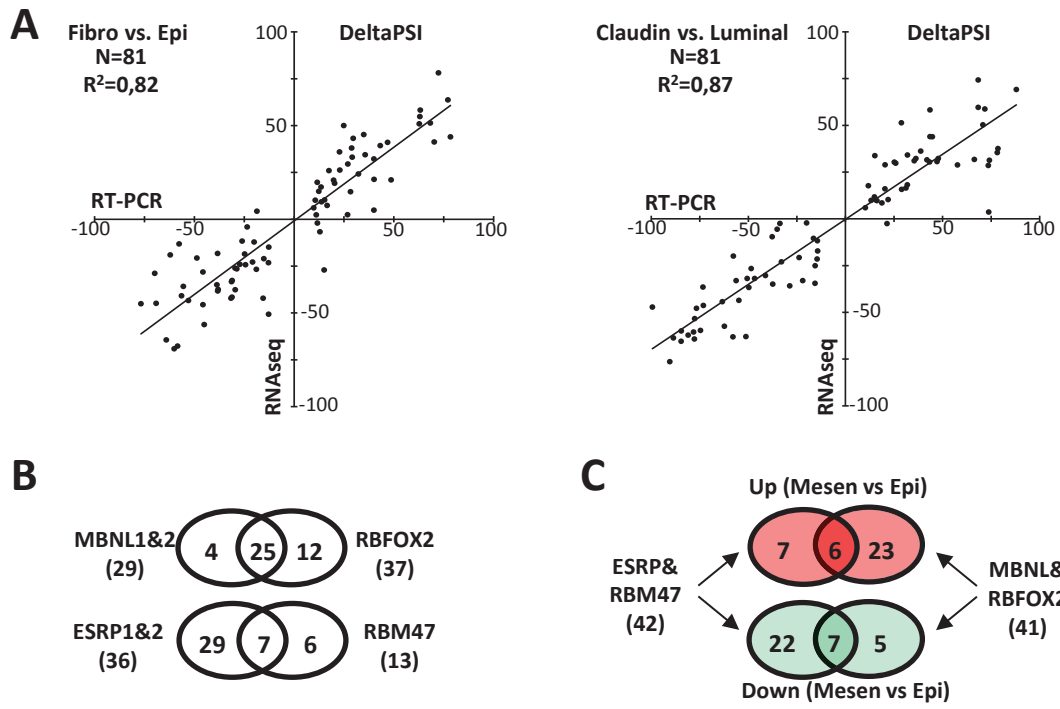 A
Fibro vs. Epi
N=81
R²=0,82
DeltaPSI
RT-PCR
RNAseq
100
50
-50
-100
-100
-50
50
100
Claudin vs. Luminal
N=81
R²=0,87
DeltaPSI
RT-PCR
RNAseq
100
50
-50
-100
-100
-50
50
100
B
MBNL1&2
(29)
4 25 12
RBFOX2
(37)
ESRP1&2
(36)
29 7 6
RBM47
(13)
C
Up (Mesen vs Epi)
7 6 23
ESRP&
RBM47
(42)
MBNL&
RBFOX2
(41)
22 7 5
Down (Mesen vs Epi)